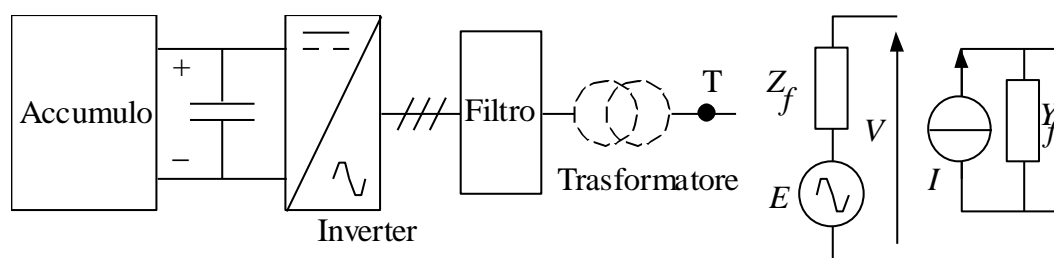 Accumulo
+
−
Inverter
Filtro
Trasformatore
T
Z_f
E
V
I
Y_f